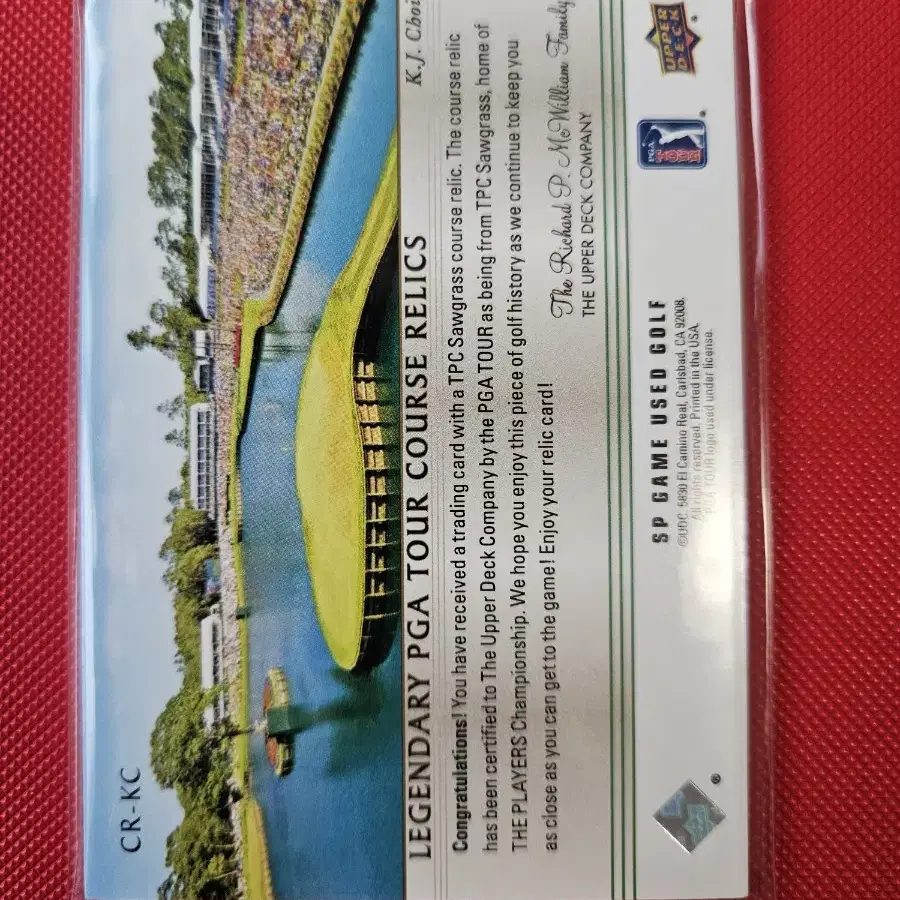 CR-KC
LEGENDARY PGA TOUR COURSE RELICS
K.J. Choi
Congratulations! You have received a trading card with a TPC Sawgrass course relic. The course relic
has been certified to The Upper Deck Company by the PGA TOUR as being from TPC Sawgrass, home of
THE PLAYERS Championship. We hope you enjoy this piece of golf history as we continue to keep you
as close as you can get to the game! Enjoy your relic card!
The Richard P. McWilliam Family
THE UPPER DECK COMPANY
SP GAME USED GOLF
©UDC, 5830 El Camino Real, Carlsbad, CA 92008.
All rights reserved. Printed in the USA.
PGA TOUR logo used under license.
PGA
TOUR
®
UPPER
DECK
®